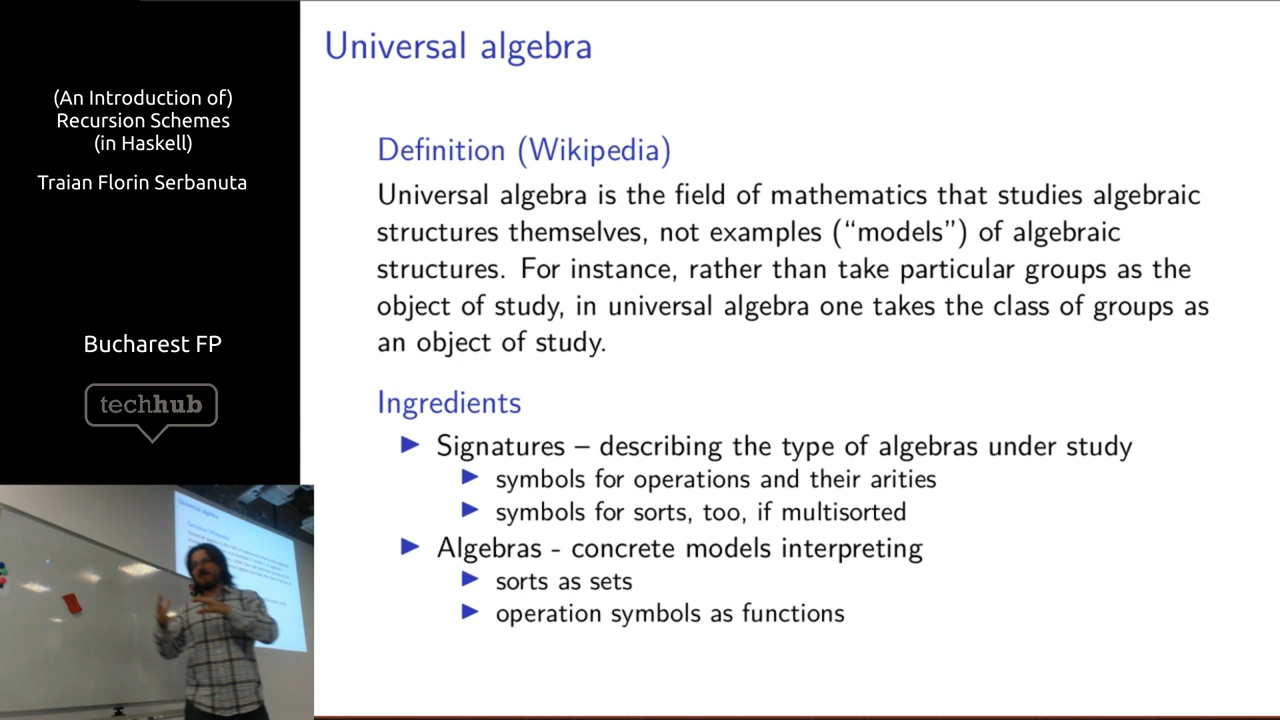 (An Introduction of)
Recursion Schemes
(in Haskell)
Traian Florin Serbanuta
Bucharest FP
techhub
Universal algebra
Definition (Wikipedia)
Universal algebra is the field of mathematics that studies algebraic
structures themselves, not examples (“models”) of algebraic
structures. For instance, rather than take particular groups as the
object of study, in universal algebra one takes the class of groups as
an object of study.
Ingredients
▶ Signatures – describing the type of algebras under study
▶ symbols for operations and their arities
▶ symbols for sorts, too, if multisorted
▶ Algebras - concrete models interpreting
▶ sorts as sets
▶ operation symbols as functions
Universal algebra
Definition (Wikipedia)